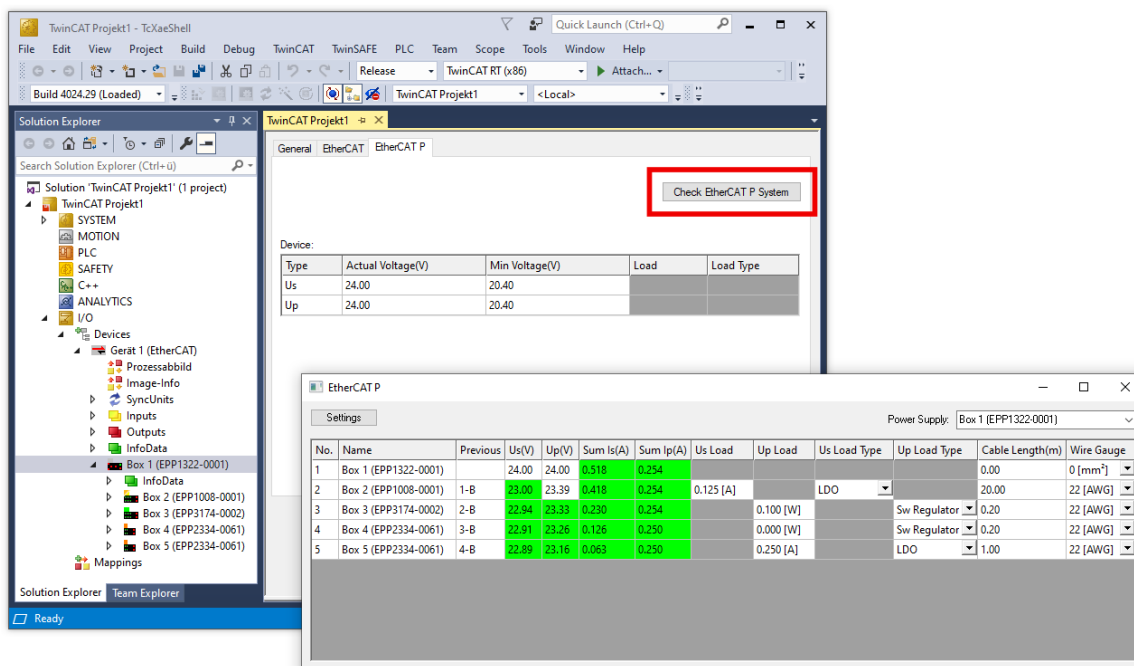 TwinCAT Projekt1 - TcXaeShell
Quick Launch (Ctrl+Q)
File Edit View Project Build Debug TwinCAT TwinSAFE PLC Team Scope Tools Window Help
Release TwinCAT RT (x86) Attach...
Build 4024.29 (Loaded) TwinCAT Projekt1 <Local>
Solution Explorer
Search Solution Explorer (Ctrl+ü)
Solution 'TwinCAT Projekt1' (1 project)
TwinCAT Projekt1
SYSTEM
MOTION
PLC
SAFETY
C++
ANALYTICS
I/O
Devices
Gerät 1 (EtherCAT)
Prozessabbild
Image-Info
SyncUnits
Inputs
Outputs
InfoData
Box 1 (EPP1322-0001)
InfoData
Box 2 (EPP1008-0001)
Box 3 (EPP3174-0002)
Box 4 (EPP2334-0061)
Box 5 (EPP2334-0061)
Mappings
Solution Explorer Team Explorer
Ready
TwinCAT Projekt1
General EtherCAT EtherCAT P
Check EtherCAT P System
Device:
Type Actual Voltage(V) Min Voltage(V) Load Load Type
Us 24.00 20.40
Up 24.00 20.40
EtherCAT P
Settings
Power Supply: Box 1 (EPP1322-0001)
No. Name Previous Us(V) Up(V) Sum Is(A) Sum Ip(A) Us Load Up Load Us Load Type Up Load Type Cable Length(m) Wire Gauge
1 Box 1 (EPP1322-0001) 24.00 24.00 0.518 0.254 0.00 0 [mm²]
2 Box 2 (EPP1008-0001) 1-B 23.00 23.39 0.418 0.254 0.125 [A] LDO 20.00 22 [AWG]
3 Box 3 (EPP3174-0002) 2-B 22.94 23.33 0.230 0.254 0.100 [W] Sw Regulator 0.20 22 [AWG]
4 Box 4 (EPP2334-0061) 3-B 22.91 23.26 0.126 0.250 0.000 [W] Sw Regulator 0.20 22 [AWG]
5 Box 5 (EPP2334-0061) 4-B 22.89 23.16 0.063 0.250 0.250 [A] LDO 1.00 22 [AWG]